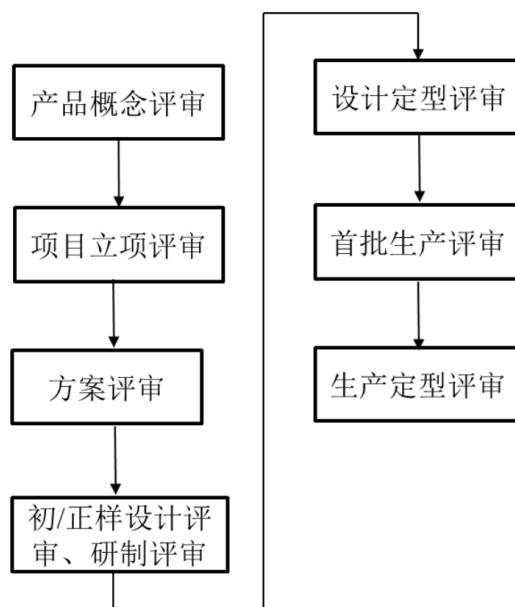 产品概念评审
项目立项评审
方案评审
初/正样设计评
审、研制评审
设计定型评审
首批生产评审
生产定型评审